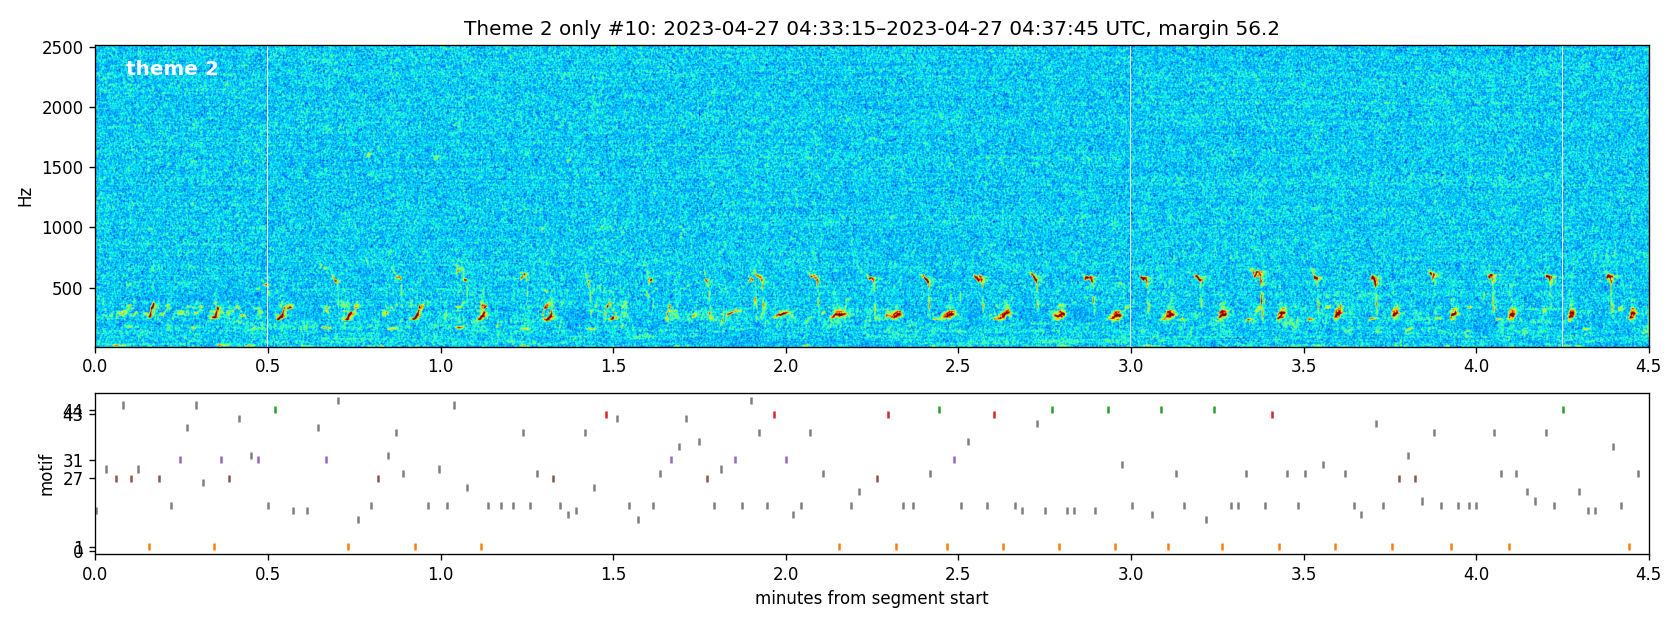 Theme 2 only #10: 2023-04-27 04:33:15–2023-04-27 04:37:45 UTC, margin 56.2
theme 2
Hz
2500
2000
1500
1000
500
0.0 0.5 1.0 1.5 2.0 2.5 3.0 3.5 4.0 4.5
motif
44
43
31
27
1
0
0.0 0.5 1.0 1.5 2.0 2.5 3.0 3.5 4.0 4.5
minutes from segment start